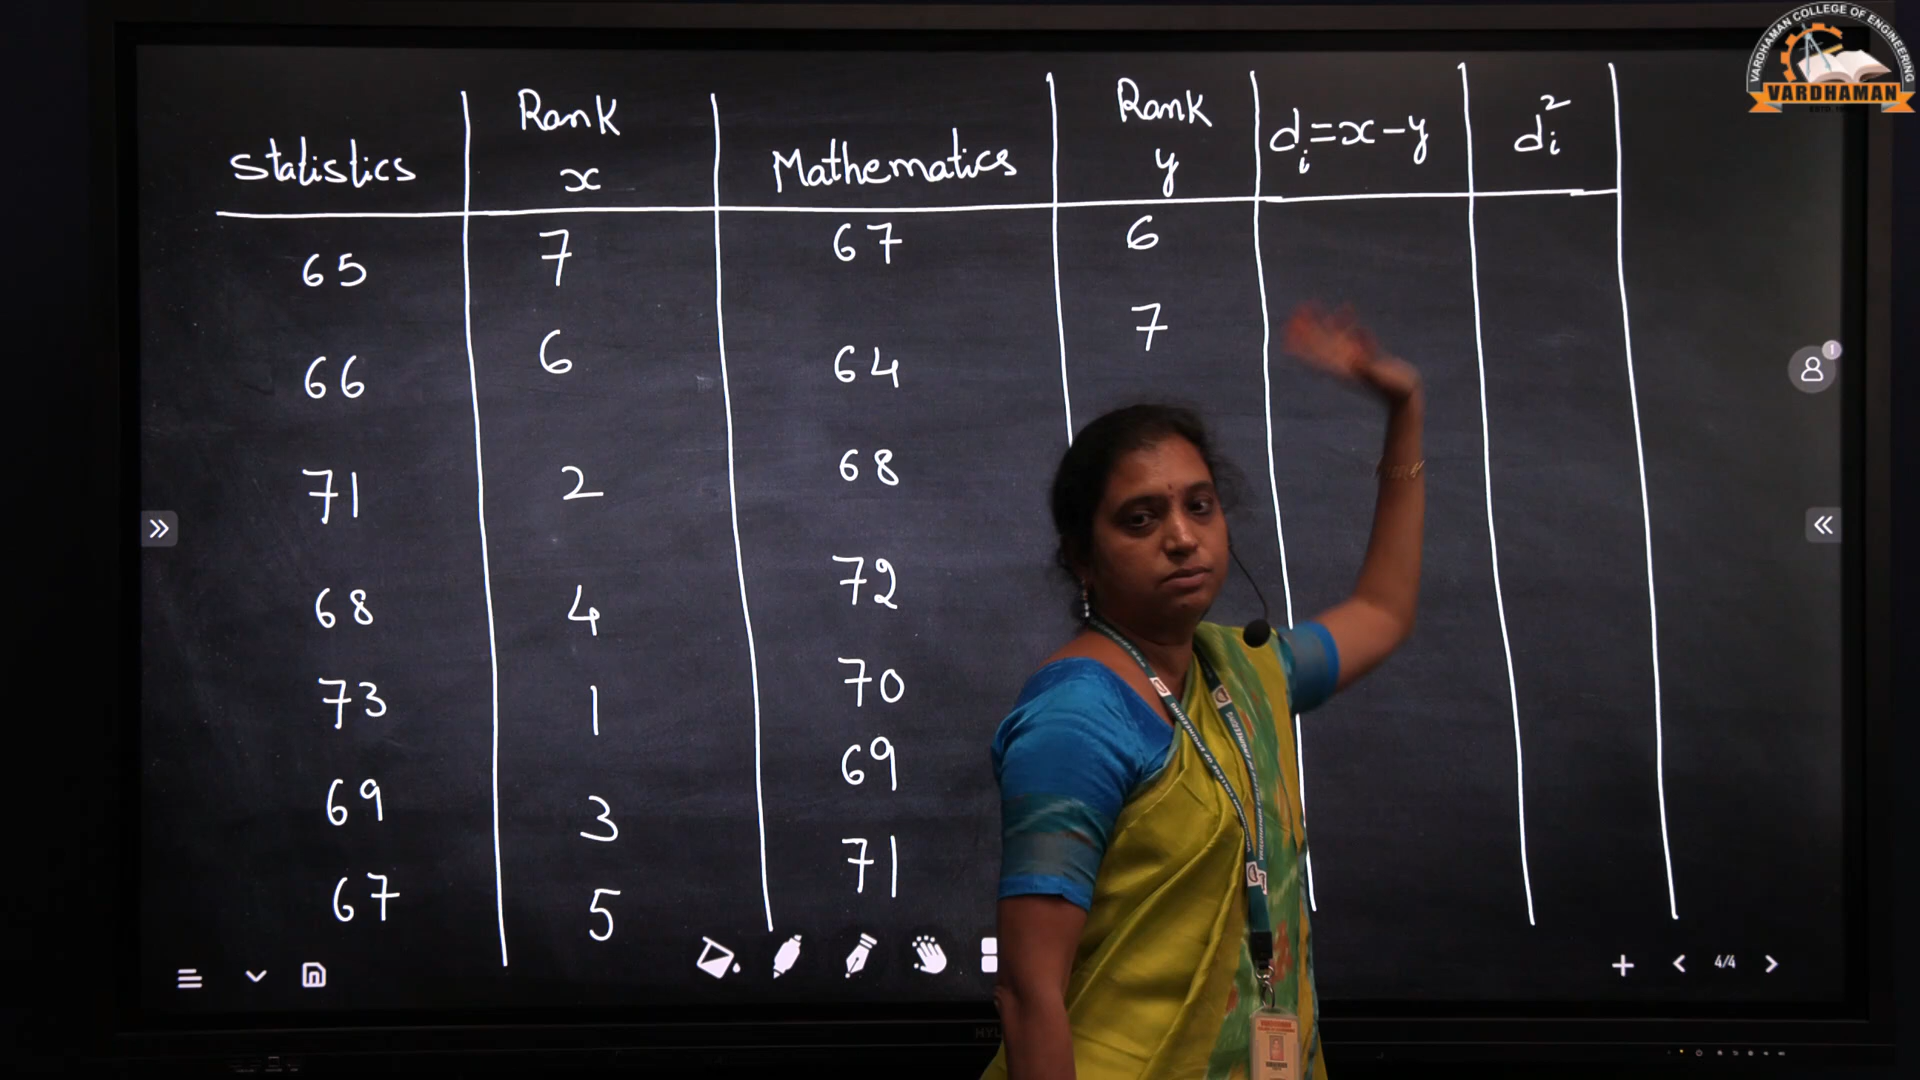 VARDHAMAN COLLEGE OF ENGINEERING
VARDHAMAN
Statistics Rank x Mathematics Rank y dᵢ=x-y dᵢ²
65 7 67 6
66 6 64 7
71 2 68
68 4 72
73 1 70
69 3 69
67 5 71
4/4